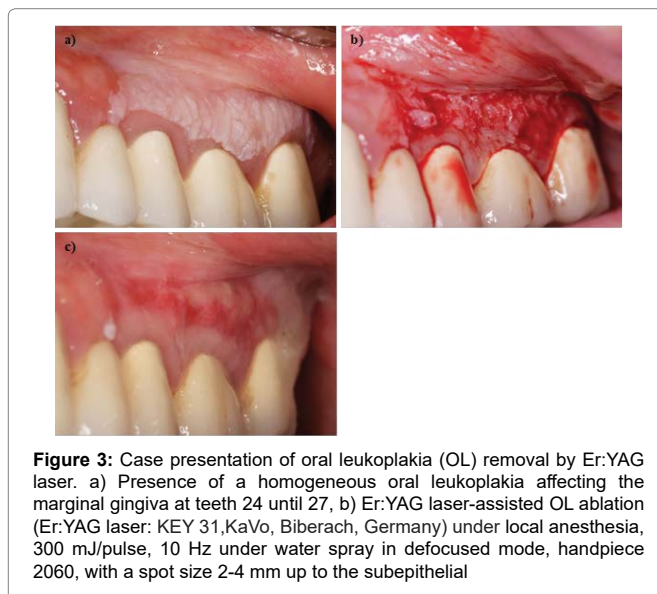 a)
b)
c)
Figure 3: Case presentation of oral leukoplakia (OL) removal by Er:YAG
laser. a) Presence of a homogeneous oral leukoplakia affecting the
marginal gingiva at teeth 24 until 27, b) Er:YAG laser-assisted OL ablation
(Er:YAG laser: KEY 31,KaVo, Biberach, Germany) under local anesthesia,
300 mJ/pulse, 10 Hz under water spray in defocused mode, handpiece
2060, with a spot size 2-4 mm up to the subepithelial